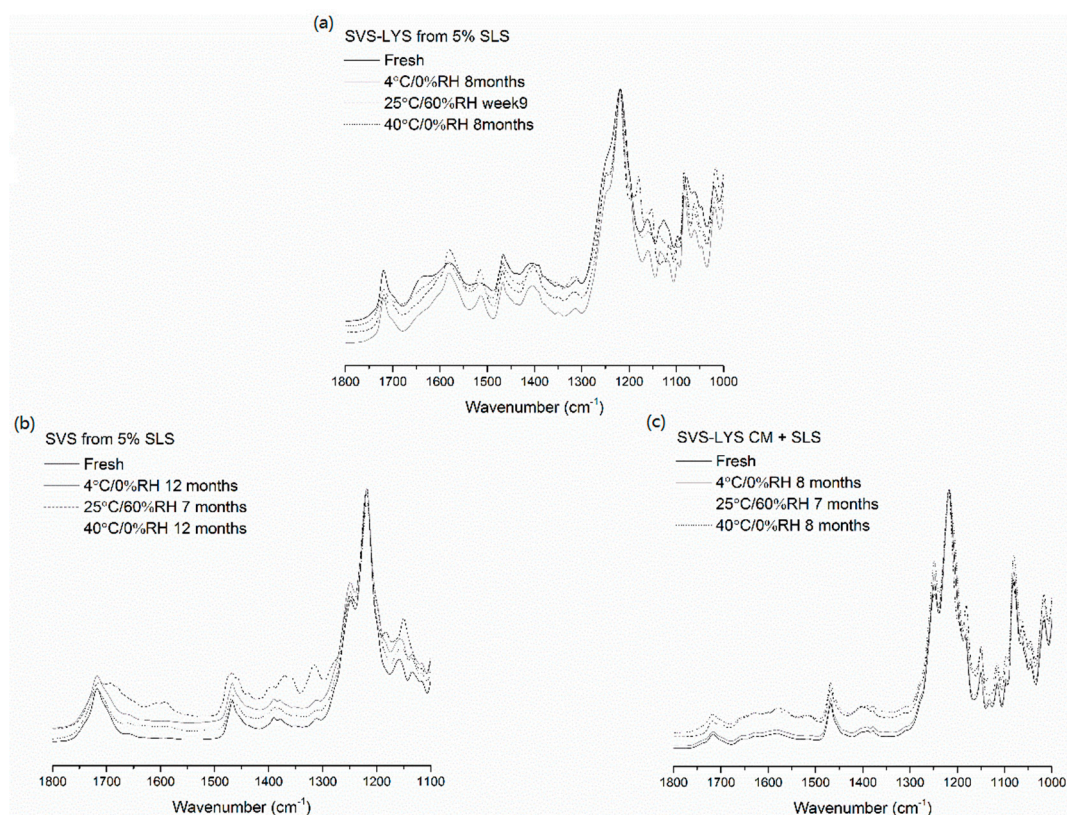 (a)
SVS-LYS from 5% SLS
Fresh
4°C/0%RH 8months
25°C/60%RH week9
40°C/0%RH 8months
1800 1700 1600 1500 1400 1300 1200 1100 1000
Wavenumber (cm⁻¹)
(b)
SVS from 5% SLS
Fresh
4°C/0%RH 12 months
25°C/60%RH 7 months
40°C/0%RH 12 months
1800 1700 1600 1500 1400 1300 1200 1100
Wavenumber (cm⁻¹)
(c)
SVS-LYS CM + SLS
Fresh
4°C/0%RH 8 months
25°C/60%RH 7 months
40°C/0%RH 8 months
1800 1700 1600 1500 1400 1300 1200 1100 1000
Wavenumber (cm⁻¹)